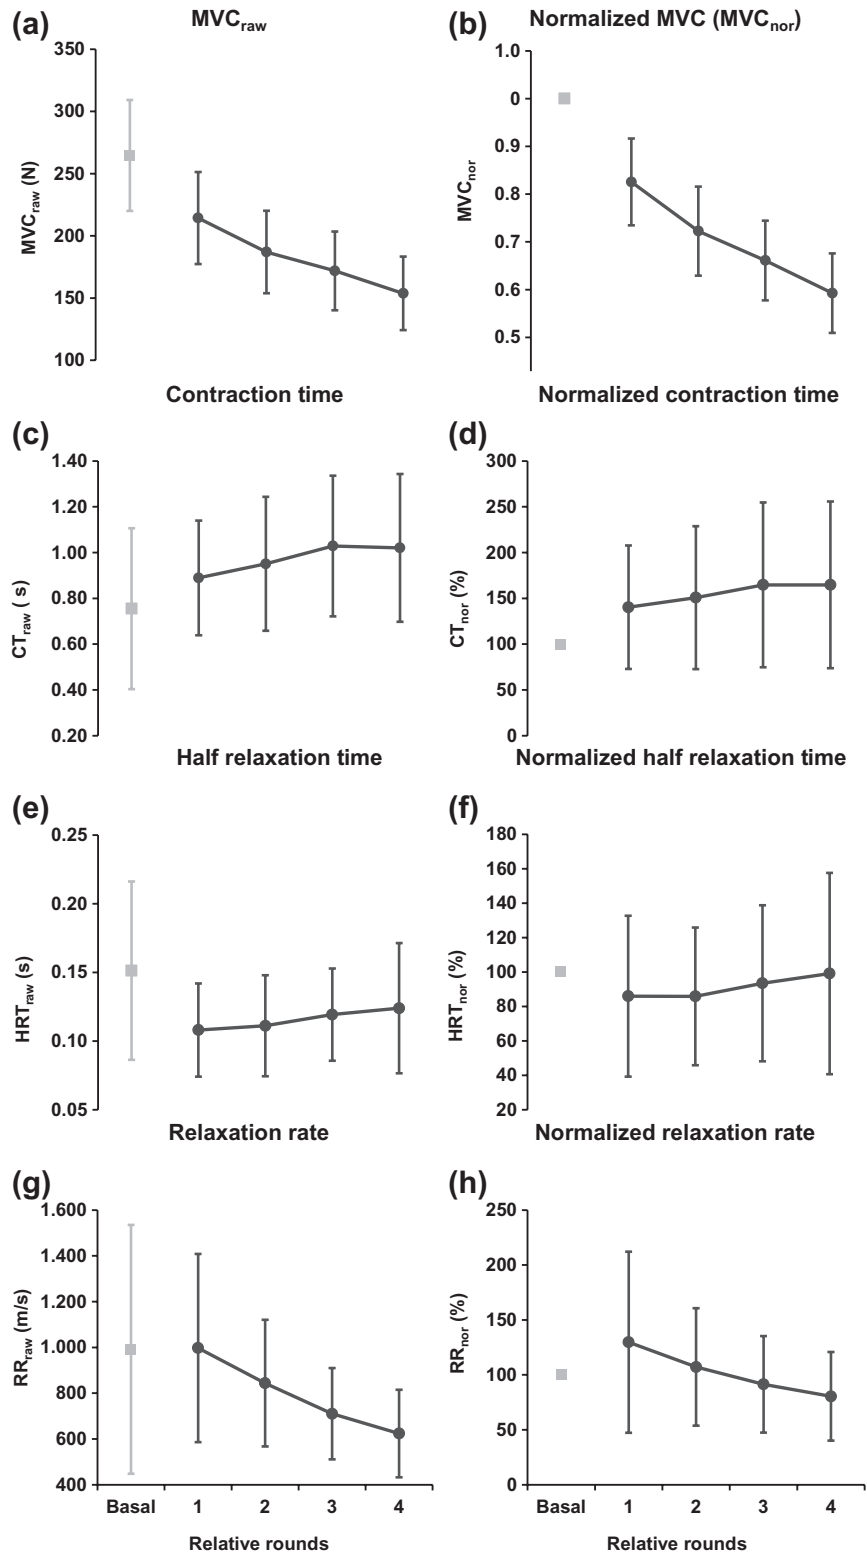 (a) MVCraw
350
300
250
200
150
100
MVCraw (N)
(b) Normalized MVC (MVCnor)
1.0
0
0.9
0.8
0.7
0.6
0.5
MVCnor
(c) Contraction time
1.40
1.20
1.00
0.80
0.60
0.40
0.20
CTraw ( s)
(d) Normalized contraction time
300
250
200
150
100
50
0
CTnor (%)
(e) Half relaxation time
0.25
0.20
0.15
0.10
0.05
HRTraw (s)
(f) Normalized half relaxation time
180
160
140
120
100
80
60
40
20
HRTnor (%)
(g) Relaxation rate
1.600
1.400
1.200
1.000
800
600
400
RRraw (m/s)
Basal 1 2 3 4
Relative rounds
(h) Normalized relaxation rate
250
200
150
100
50
0
RRnor (%)
Basal 1 2 3 4
Relative rounds